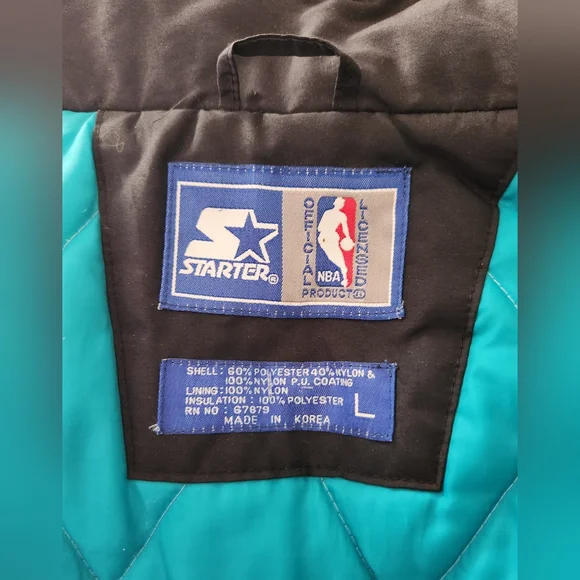 STARTER®
OFFICIAL
LICENSED
NBA
PRODUCT®
SHELL: 60% POLYESTER 40% NYLON &
100% NYLON P.U. COATING
LINING: 100% NYLON
INSULATION: 100% POLYESTER
RN NO : 67879
MADE IN KOREA
L